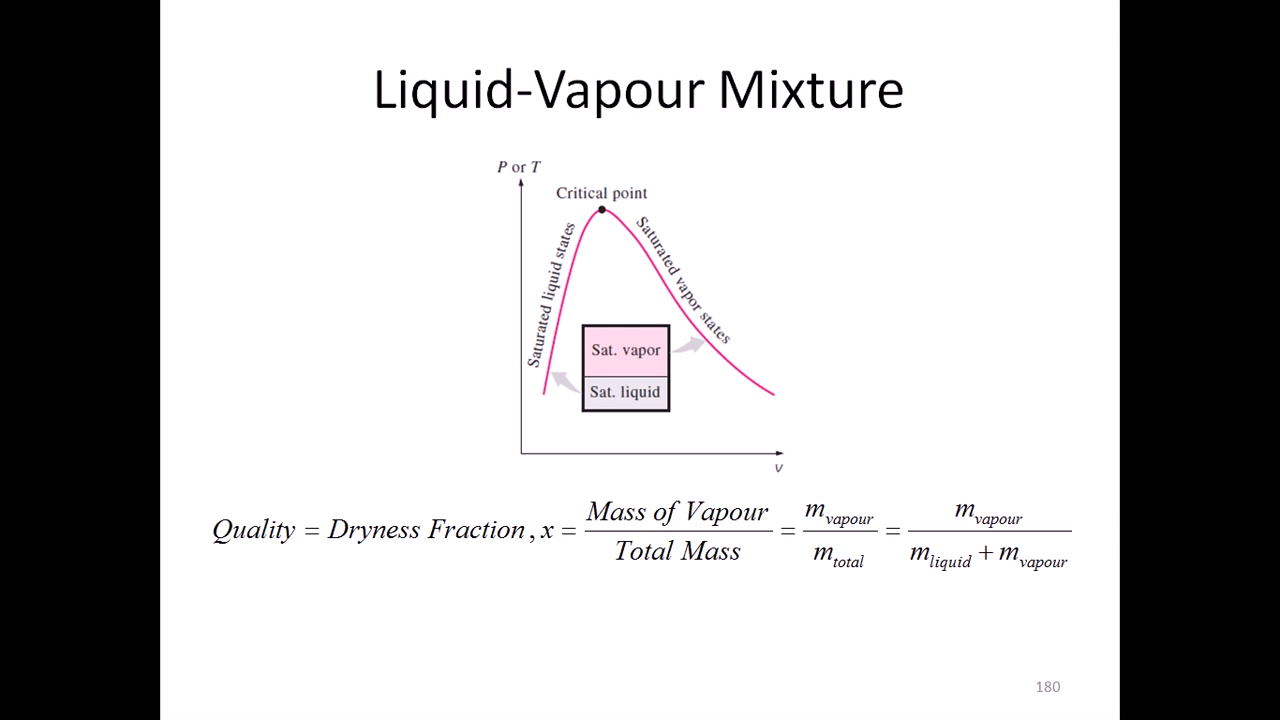 Liquid-Vapour Mixture
P or T
Critical point
Saturated liquid states
Saturated vapor states
Sat. vapor
Sat. liquid
v
Quality = Dryness Fraction , x = Mass of Vapour / Total Mass = m_vapour / m_total = m_vapour / m_liquid + m_vapour
180